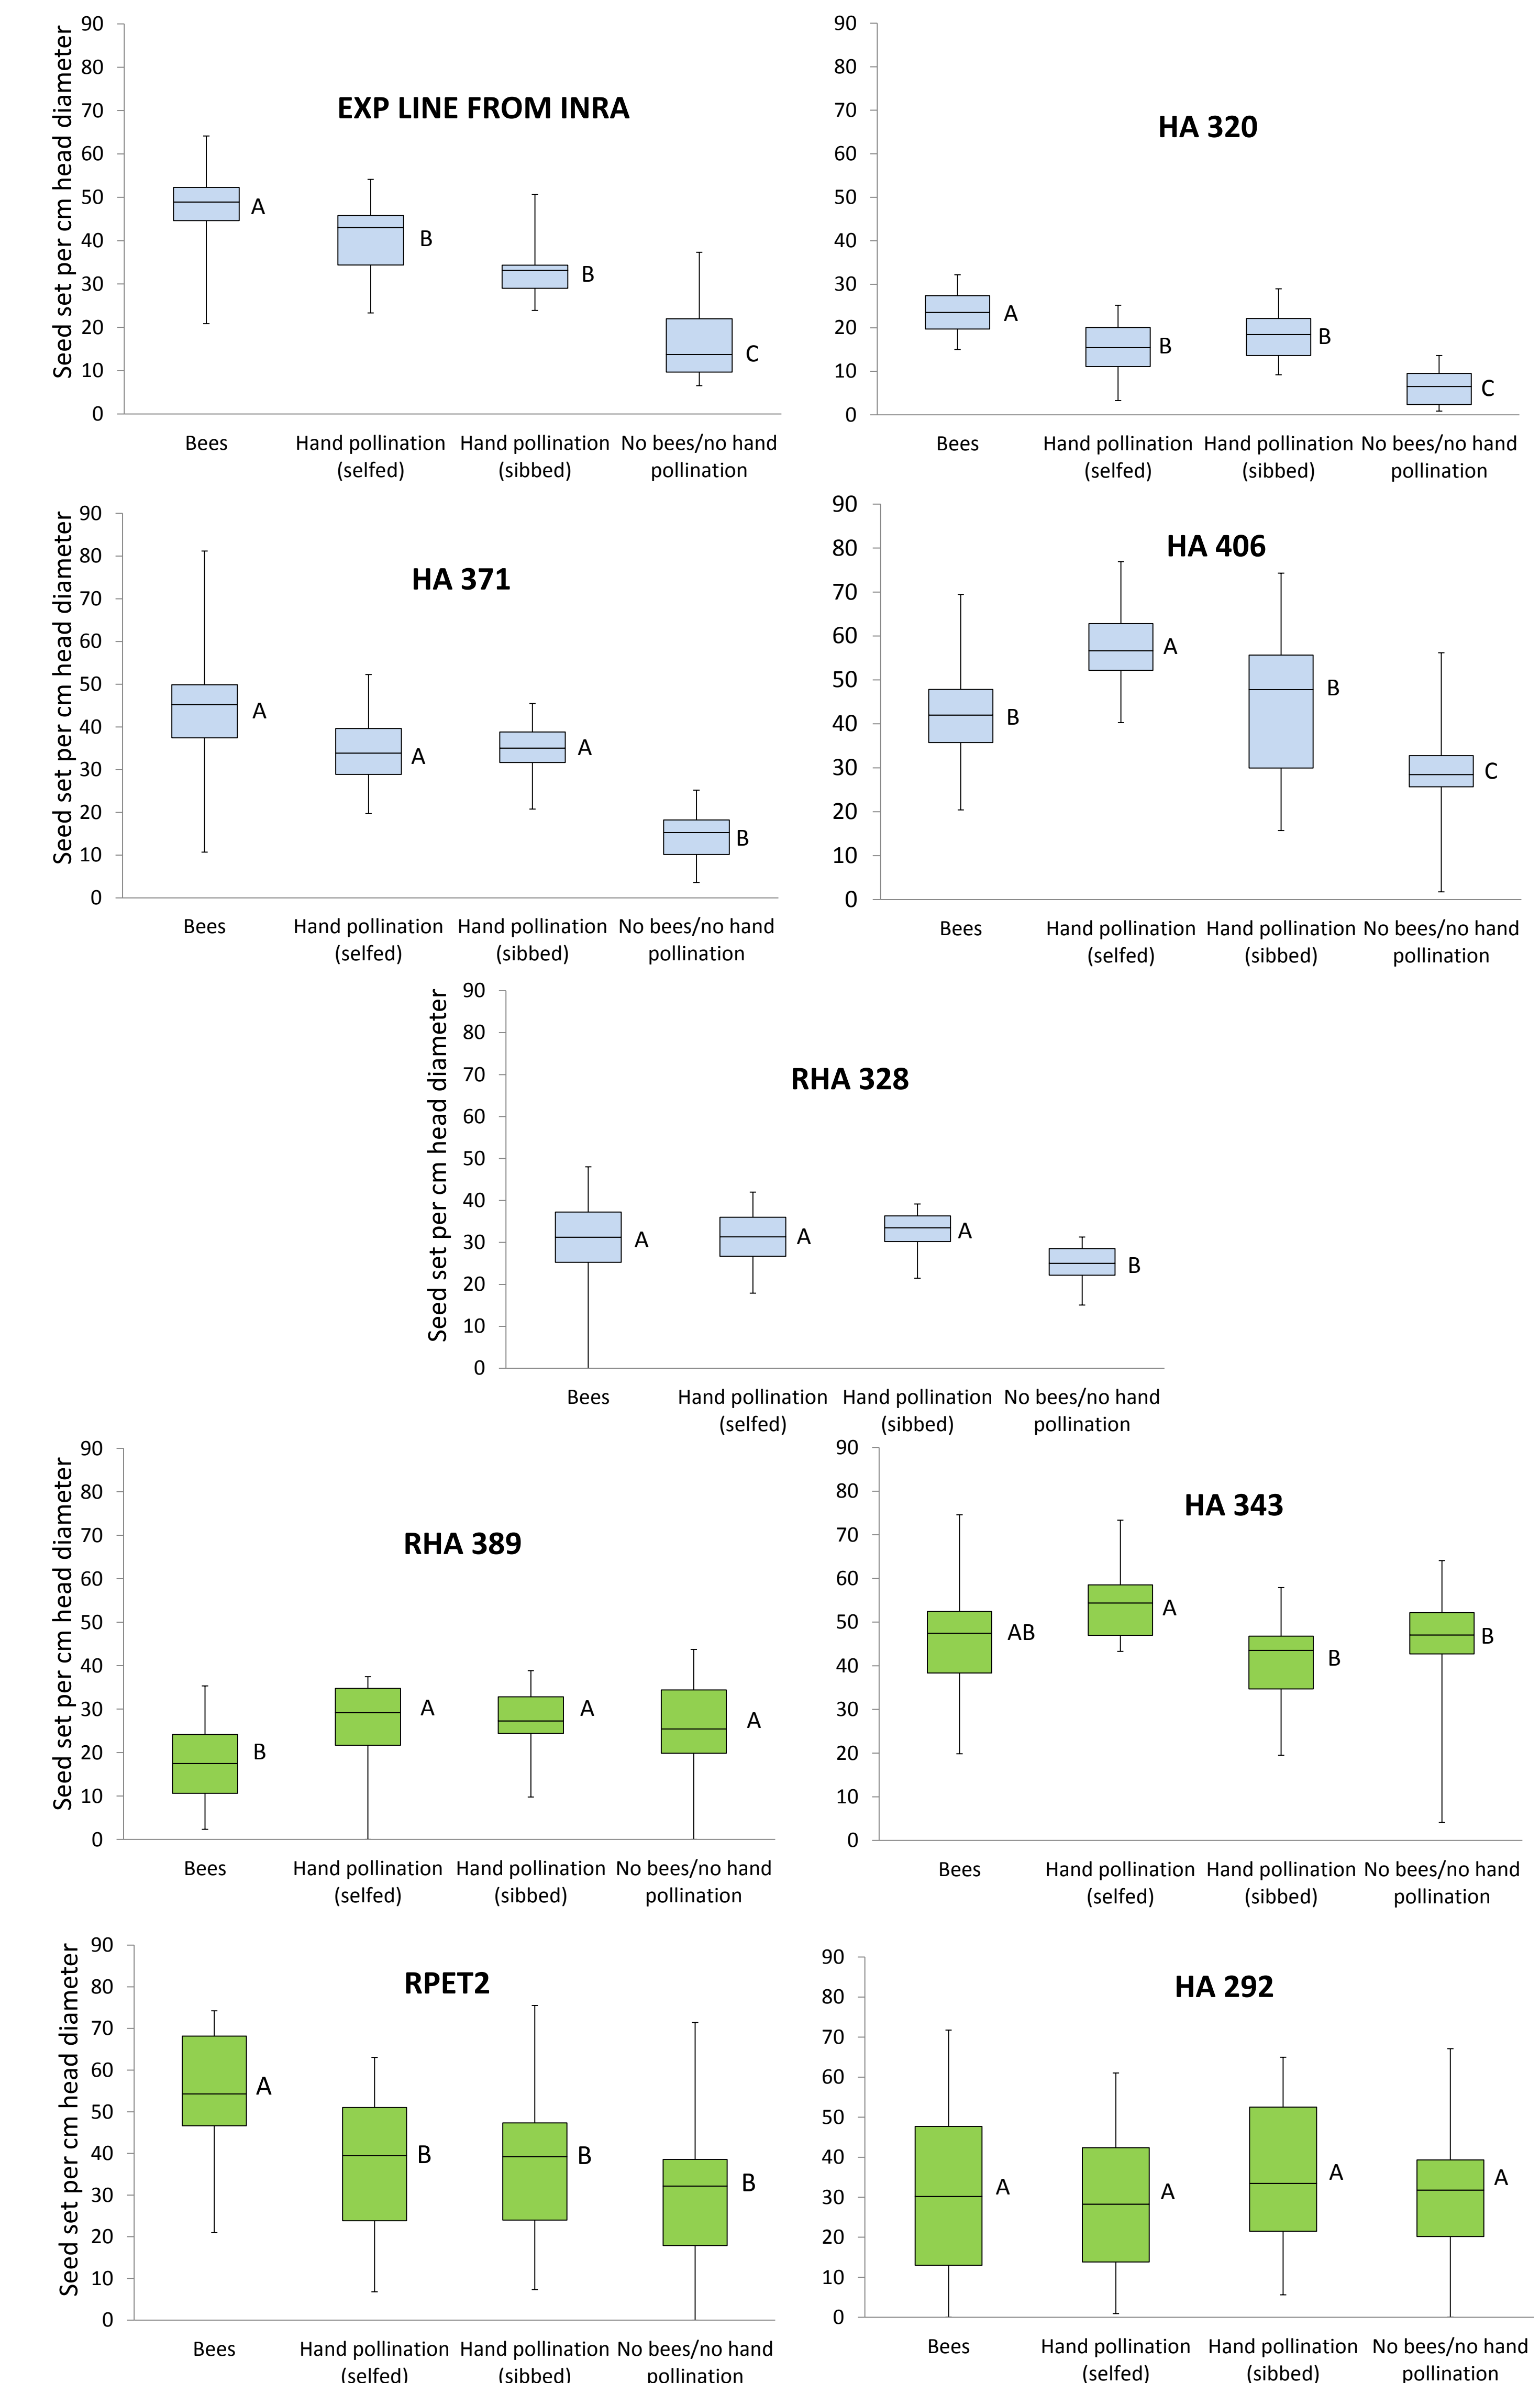 Seed set per cm head diameter
90
80
70
60
50
40
30
20
10
0
EXP LINE FROM INRA
A
B
B
C
Bees
Hand pollination
(selfed)
Hand pollination
(sibbed)
No bees/no hand
pollination
90
80
70
60
50
40
30
20
10
0
HA 320
A
B
B
C
Bees
Hand pollination
(selfed)
Hand pollination
(sibbed)
No bees/no hand
pollination
Seed set per cm head diameter
90
80
70
60
50
40
30
20
10
0
HA 371
A
A
A
B
Bees
Hand pollination
(selfed)
Hand pollination
(sibbed)
No bees/no hand
pollination
90
80
70
60
50
40
30
20
10
0
HA 406
B
A
B
C
Bees
Hand pollination
(selfed)
Hand pollination
(sibbed)
No bees/no hand
pollination
Seed set per cm head diameter
90
80
70
60
50
40
30
20
10
0
RHA 328
A
A
A
B
Bees
Hand pollination
(selfed)
Hand pollination
(sibbed)
No bees/no hand
pollination
Seed set per cm head diameter
90
80
70
60
50
40
30
20
10
0
RHA 389
B
A
A
A
Bees
Hand pollination
(selfed)
Hand pollination
(sibbed)
No bees/no hand
pollination
90
80
70
60
50
40
30
20
10
0
HA 343
AB
A
B
B
Bees
Hand pollination
(selfed)
Hand pollination
(sibbed)
No bees/no hand
pollination
Seed set per cm head diameter
90
80
70
60
50
40
30
20
10
0
RPET2
A
B
B
B
Bees
Hand pollination
(selfed)
Hand pollination
(sibbed)
No bees/no hand
pollination
90
80
70
60
50
40
30
20
10
0
HA 292
A
A
A
A
Bees
Hand pollination
(selfed)
Hand pollination
(sibbed)
No bees/no hand
pollination